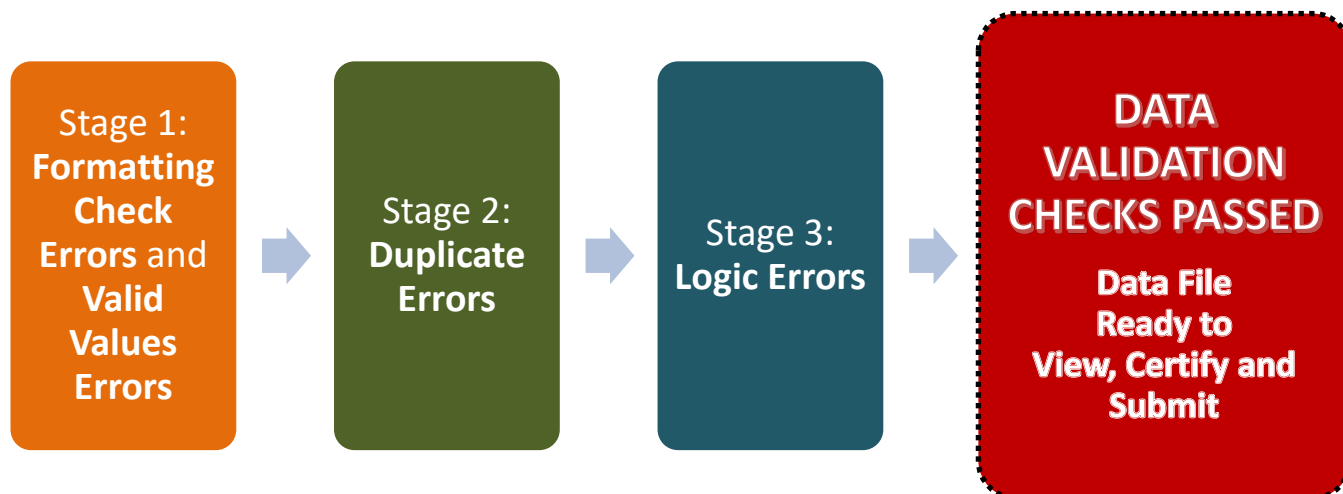 Stage 1:
Formatting
Check
Errors and
Valid
Values
Errors
Stage 2:
Duplicate
Errors
Stage 3:
Logic Errors
DATA
VALIDATION
CHECKS PASSED
Data File
Ready to
View, Certify and
Submit